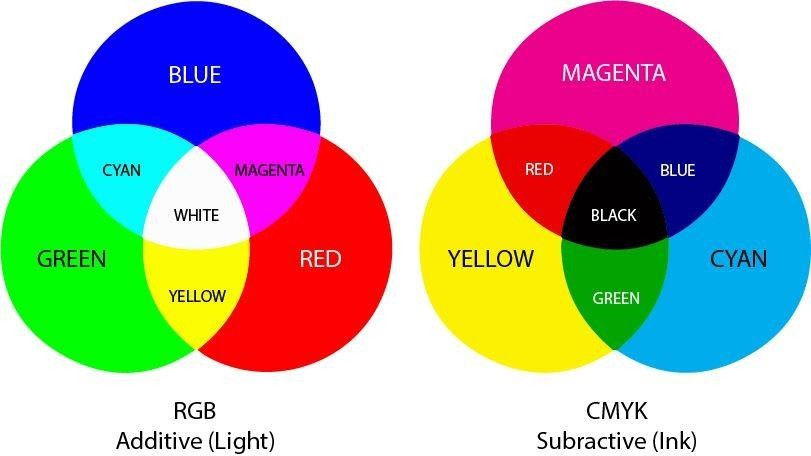 BLUE
CYAN
MAGENTA
WHITE
GREEN
RED
YELLOW
RGB
Additive (Light)
MAGENTA
RED
BLUE
BLACK
YELLOW
CYAN
GREEN
CMYK
Subractive (Ink)